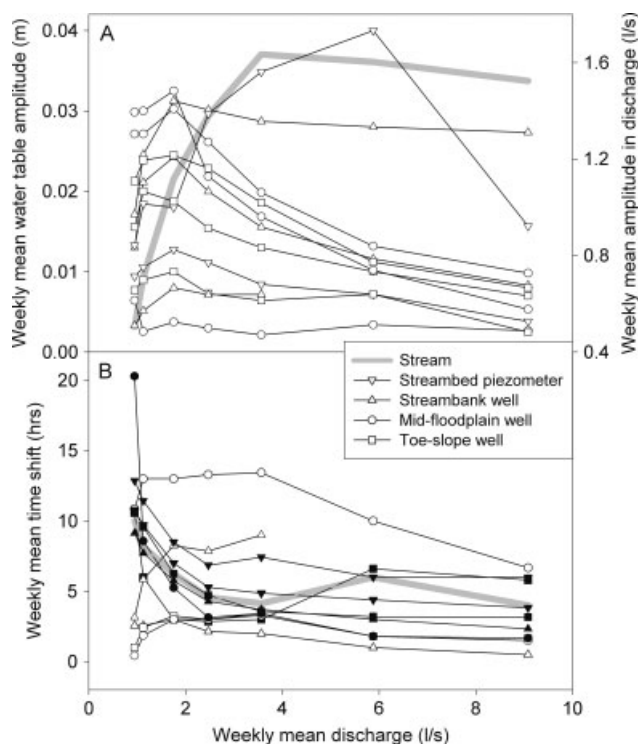 A
0.04
0.03
0.02
0.01
0.00
Weekly mean water table amplitude (m)
1.6
1.2
0.8
0.4
Weekly mean amplitude in discharge (l/s)
B
20
15
10
5
0
Weekly mean time shift (hrs)
Stream
Streambed piezometer
Streambank well
Mid-floodplain well
Toe-slope well
0 2 4 6 8 10
Weekly mean discharge (l/s)